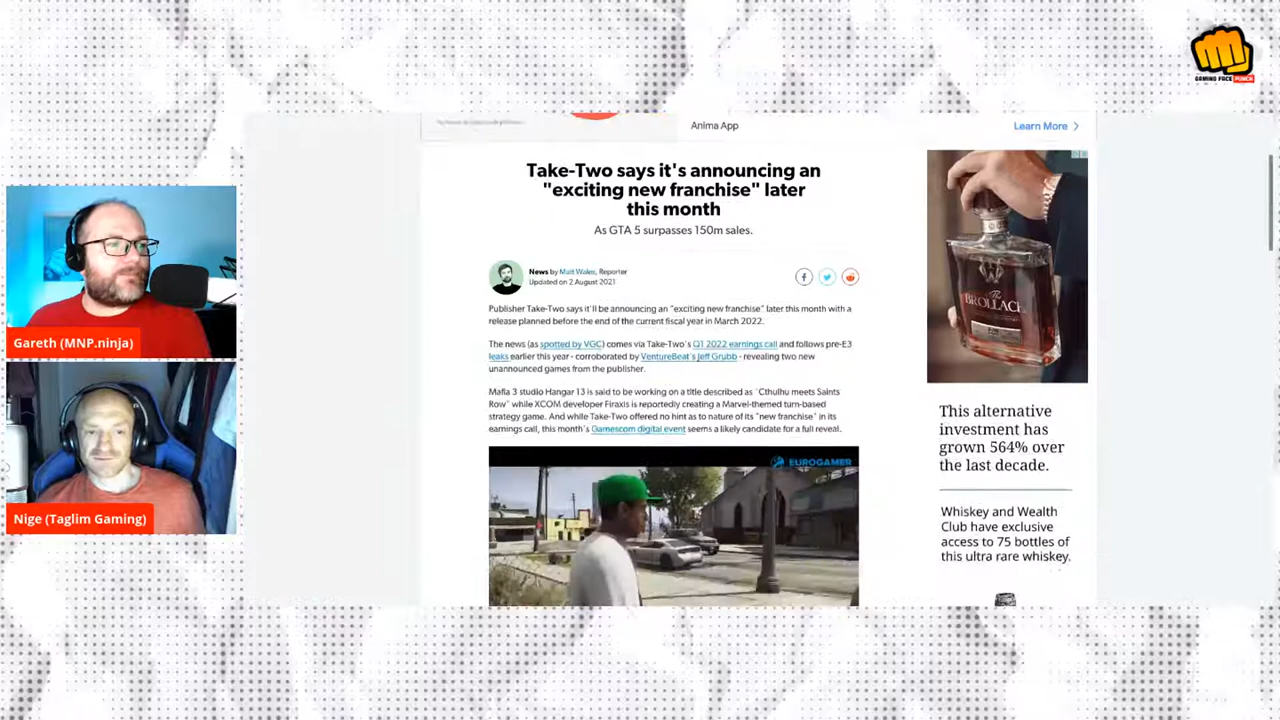 GAMING FACE PUNCH
Anima App
Learn More
Take-Two says it's announcing an
"exciting new franchise" later
this month
As GTA 5 surpasses 150m sales.
News by Matt Wales, Reporter
Updated on 2 August 2021
Publisher Take-Two says it'll be announcing an "exciting new franchise" later this month with a
release planned before the end of the current fiscal year in March 2022.
The news (as spotted by VGC) comes via Take-Two's Q1 2022 earnings call and follows pre-E3
leaks earlier this year - corroborated by VentureBeat's Jeff Grubb - revealing two new
unannounced games from the publisher.
Mafia 3 studio Hangar 13 is said to be working on a title described as "Cthulhu meets Saints
Row" while XCOM developer Firaxis is reportedly creating a Marvel-themed turn-based
strategy game. And while Take-Two offered no hint as to nature of its "new franchise" in its
earnings call, this month's Gamescom digital event seems a likely candidate for a full reveal.
EUROGAMER
The
BROLLACH
This alternative
investment has
grown 564% over
the last decade.
Whiskey and Wealth
Club have exclusive
access to 75 bottles of
this ultra rare whiskey.
Gareth (MNP.ninja)
Nige (Taglim Gaming)